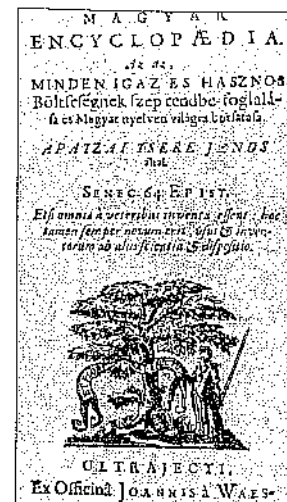 MAGYAR
ENCYCLOPÆDIA.
Az az,
MINDEN IGAZ ES HASZNOS
Bőltseségnek szep rendbe foglalá-
sa és Magyar nyelven világra botsátása
APATZAI TSERE JANOS
által.
SENEC. 64. EPIST.
Etsi omnia a veteribus inventa essent, hoc
tamen semper novum erit, usus & inven-
torum ab aliis scientia & dispositio.
ULTRAJECTI,
Ex Officinâ JOANNIS à WAES-